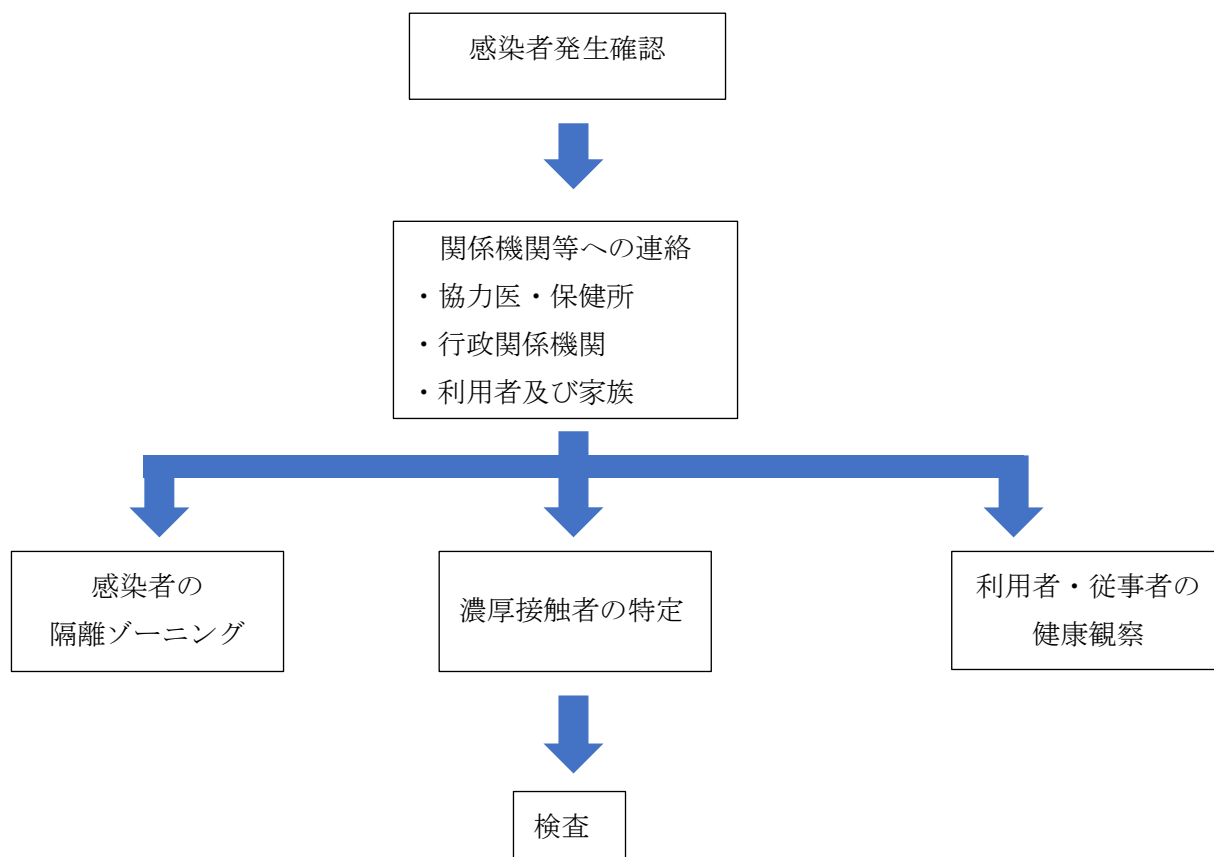 感染者発生確認
関係機関等への連絡
・協力医・保健所
・行政関係機関
・利用者及び家族
感染者の
隔離ゾーニング
濃厚接触者の特定
利用者・従事者の
健康観察
検査